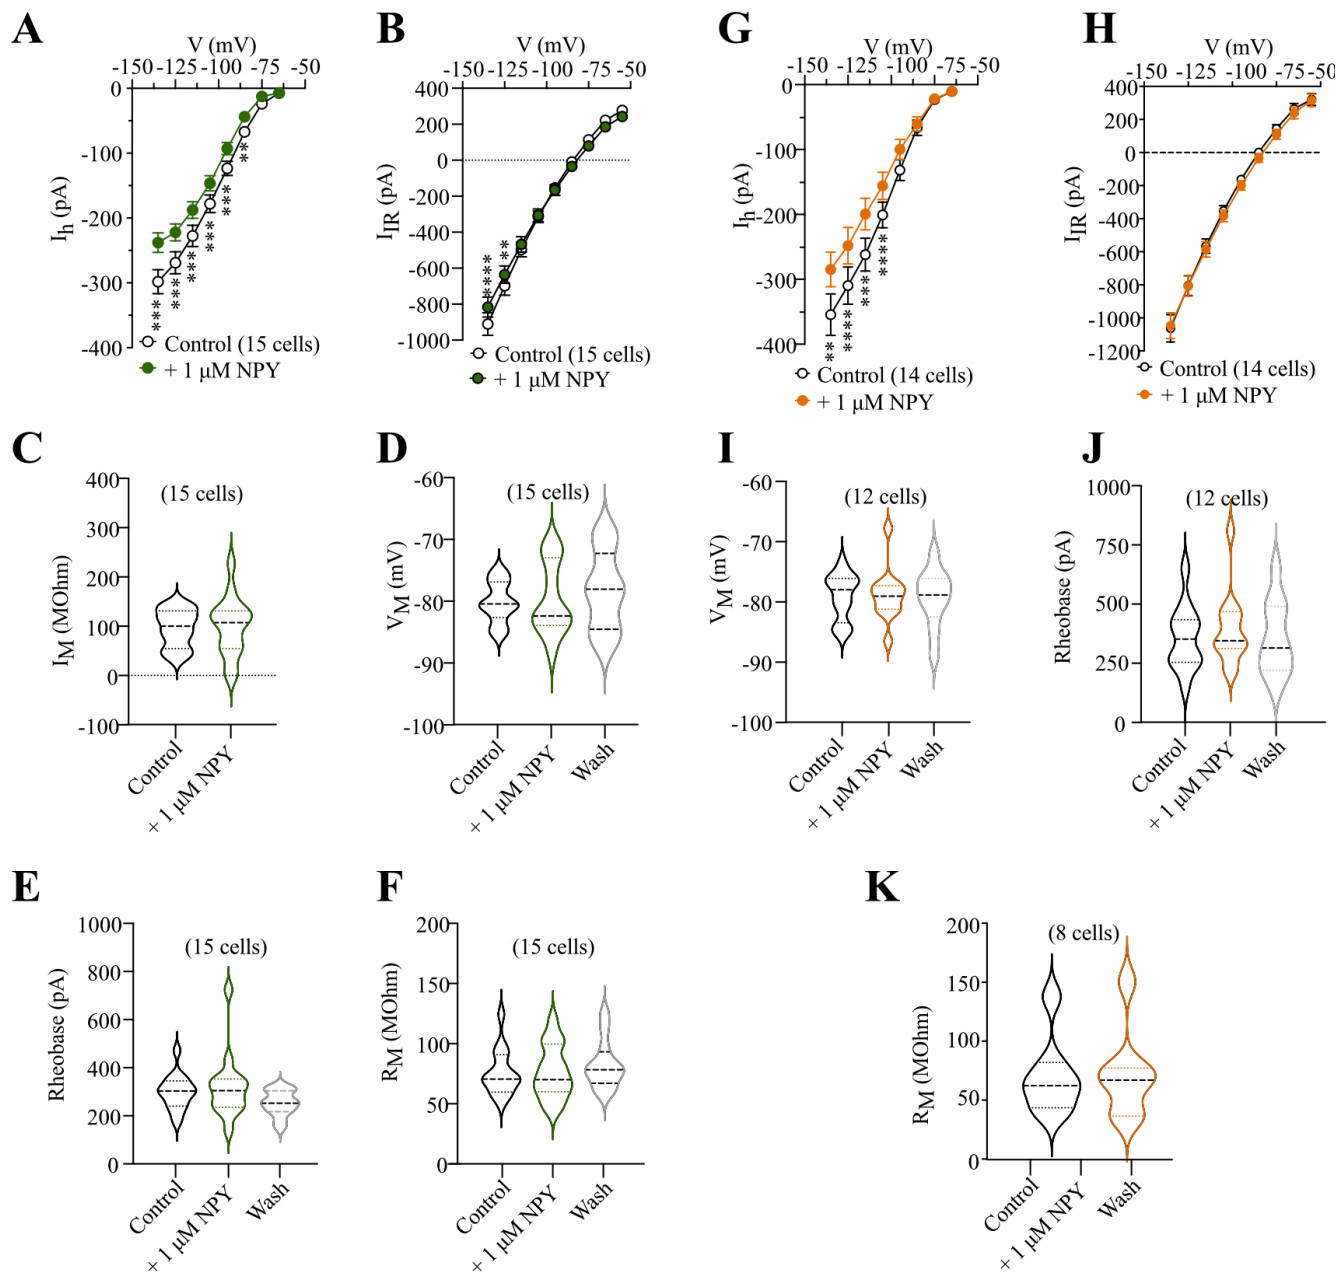 A
V (mV)
-150 -125 -100 -75 -50
0
-100
-200
-300
-400
I_h (pA)
**
***
***
***
***
***
Control (15 cells)
+ 1 μM NPY
B
V (mV)
-150 -125 -100 -75 -50
400
200
0
-200
-400
-600
-800
-1000
I_IR (pA)
****
**
Control (15 cells)
+ 1 μM NPY
G
V (mV)
-150 -125 -100 -75 -50
0
-100
-200
-300
-400
I_h (pA)
**
****
****
****
Control (14 cells)
+ 1 μM NPY
H
V (mV)
-150 -125 -100 -75 -50
400
200
0
-200
-400
-600
-800
-1000
-1200
I_IR (pA)
Control (14 cells)
+ 1 μM NPY
C
(15 cells)
400
300
200
100
0
-100
I_M (MOhm)
Control
+ 1 μM NPY
D
(15 cells)
-60
-70
-80
-90
-100
V_M (mV)
Control
+ 1 μM NPY
Wash
I
(12 cells)
-60
-70
-80
-90
-100
V_M (mV)
Control
+ 1 μM NPY
Wash
J
(12 cells)
1000
750
500
250
0
Rheobase (pA)
Control
+ 1 μM NPY
Wash
E
(15 cells)
1000
800
600
400
200
0
Rheobase (pA)
Control
+ 1 μM NPY
Wash
F
(15 cells)
200
150
100
50
0
R_M (MOhm)
Control
+ 1 μM NPY
Wash
K
(8 cells)
200
150
100
50
0
R_M (MOhm)
Control
+ 1 μM NPY
Wash